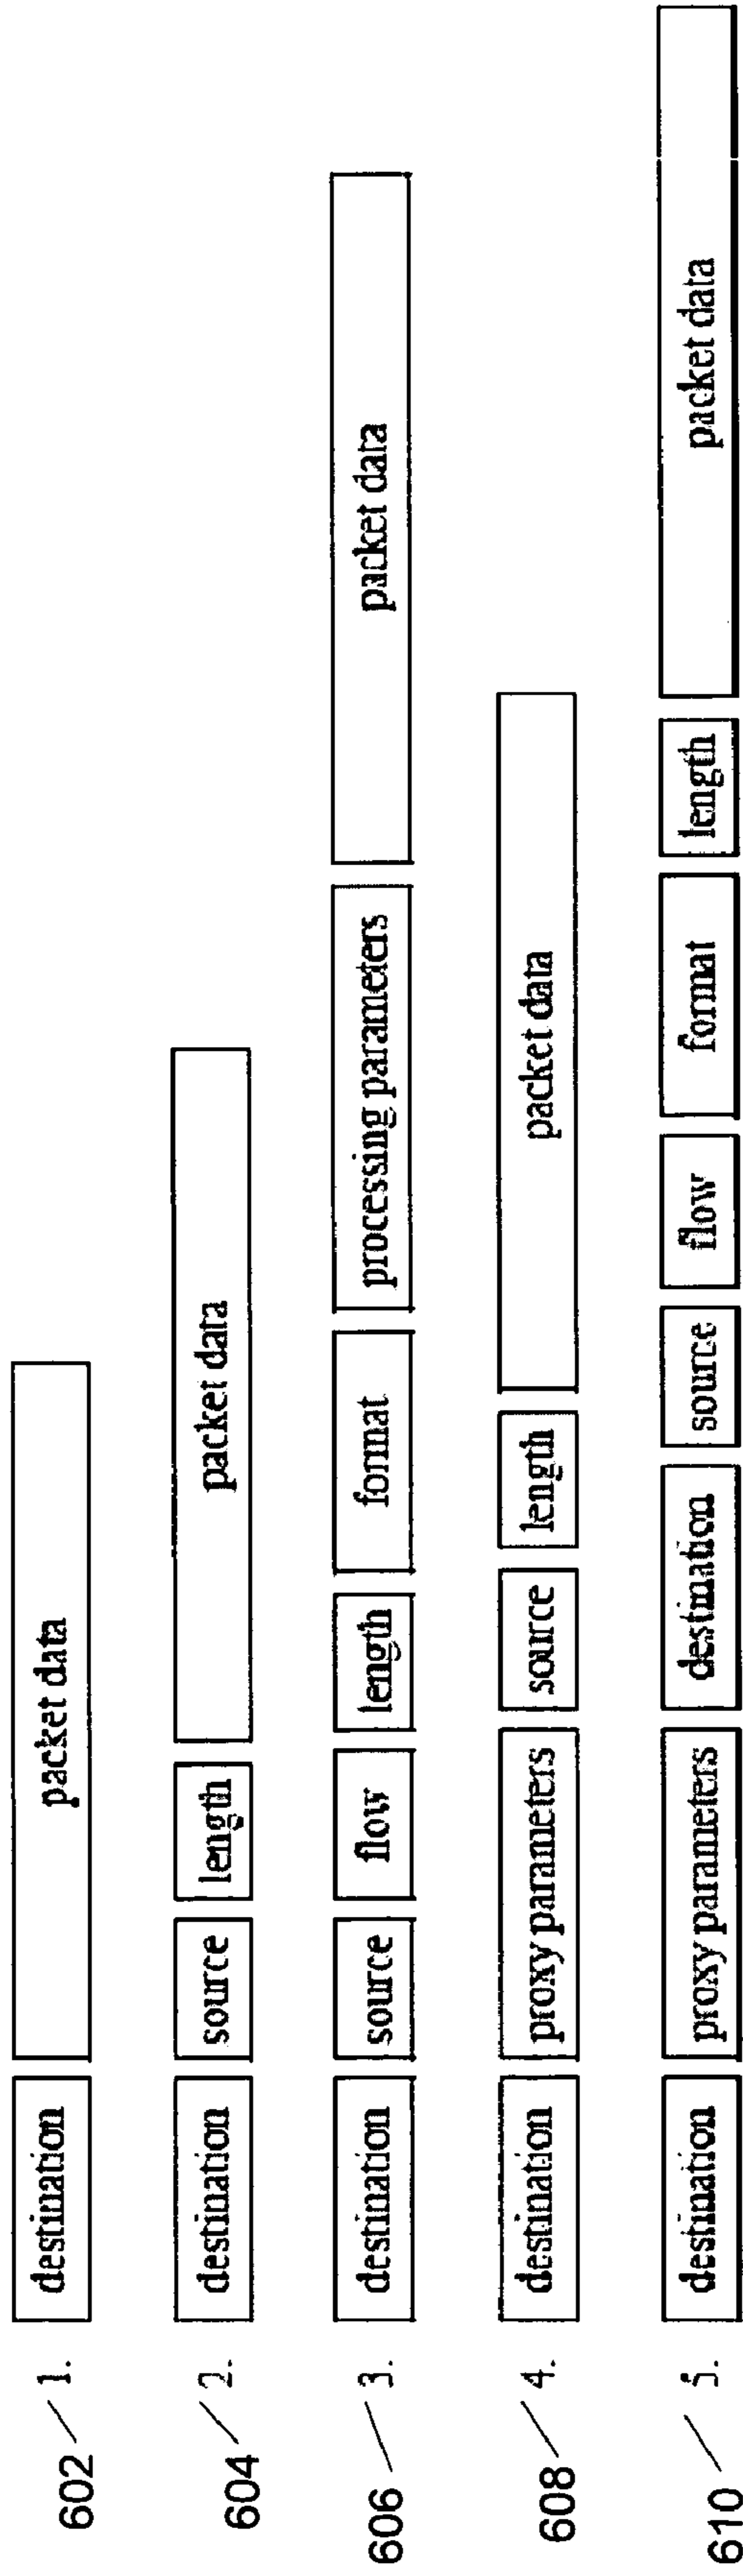 602 1. destination packet data
604 2. destination source length packet data
606 3. destination source flow length format processing parameters packet data
608 4. destination proxy parameters source length packet data
610 5. destination proxy parameters destination source flow format length packet data